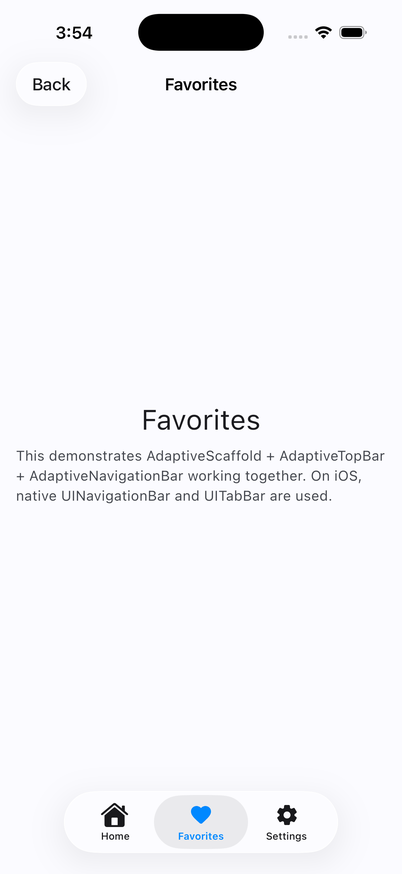 3:54
Back
Favorites
Favorites
This demonstrates AdaptiveScaffold + AdaptiveTopBar
+ AdaptiveNavigationBar working together. On iOS,
native UINavigationBar and UITabBar are used.
Home
Favorites
Settings